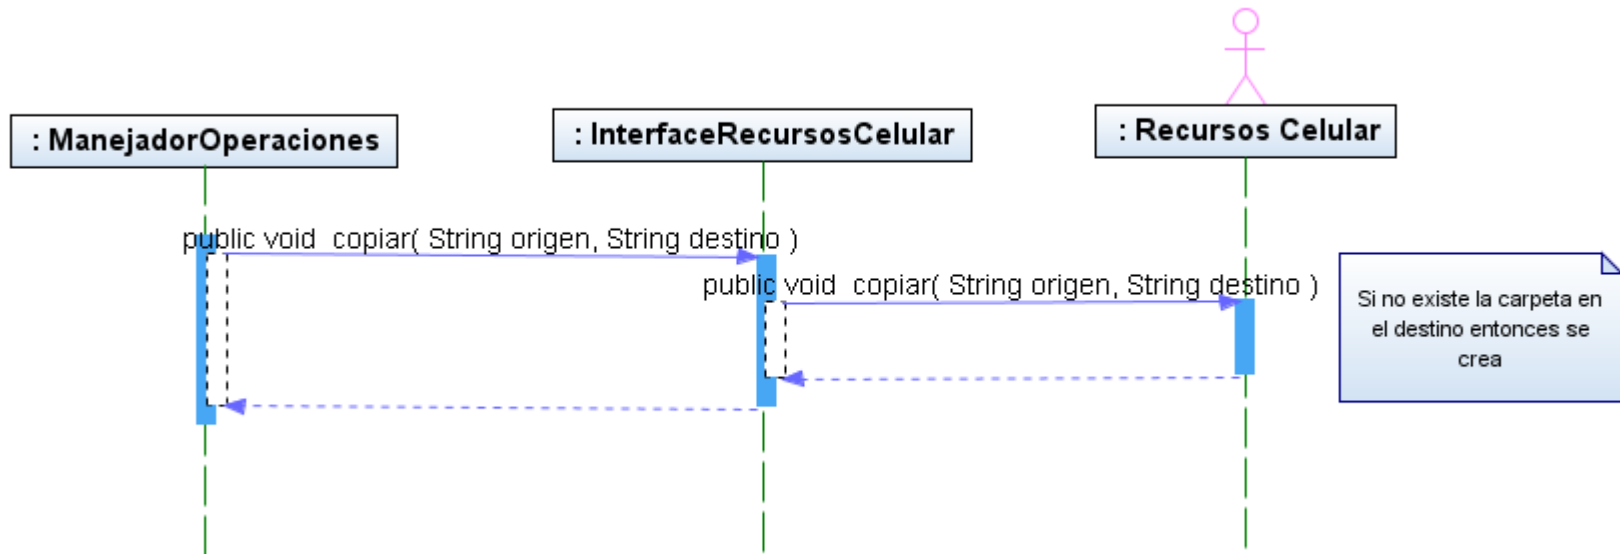 : ManejadorOperaciones
: InterfaceRecursosCelular
: Recursos Celular
public void copiar( String origen, String destino )
public void copiar( String origen, String destino )
Si no existe la carpeta en
el destino entonces se
crea